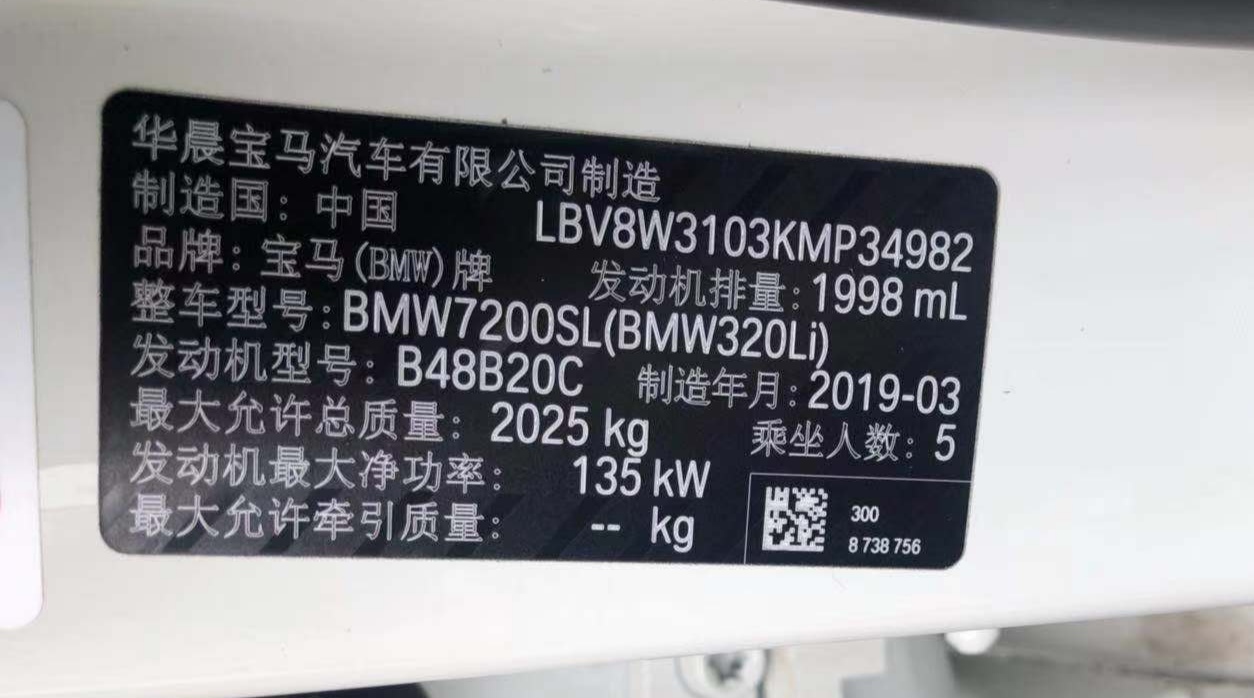 华晨宝马汽车有限公司制造
制造国：中国 LBV8W3103KMP34982
品牌：宝马(BMW)牌 发动机排量：1998 mL
整车型号：BMW7200SL(BMW320Li)
发动机型号：B48B20C 制造年月：2019-03
最大允许总质量：2025 kg 乘坐人数：5
发动机最大净功率：135 kW
最大允许牵引质量：-- kg
300
8 738 756